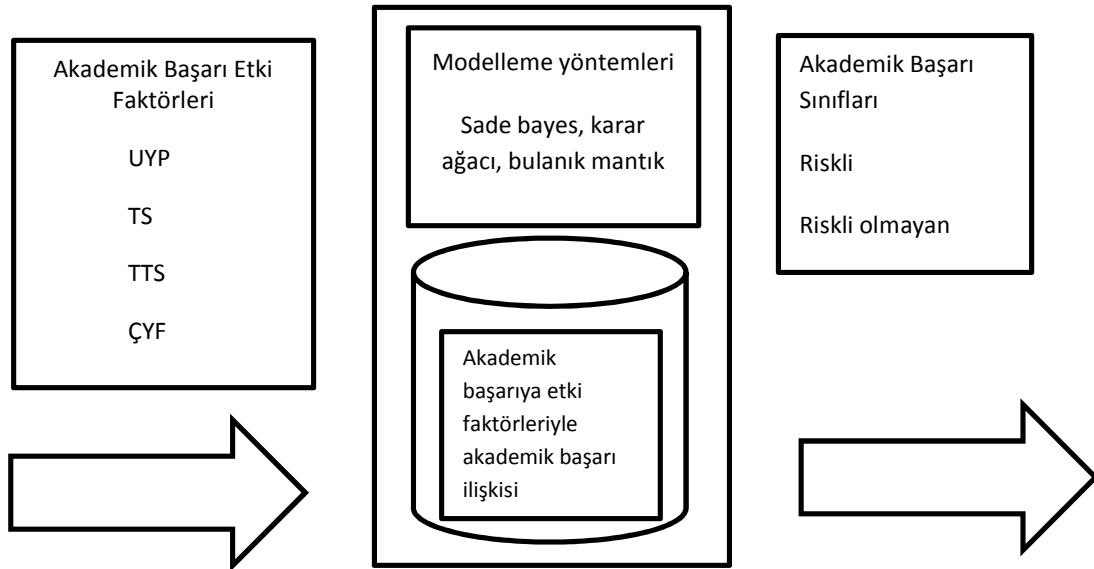 Akademik Başarı Etki
Faktörleri
UYP
TS
TTS
ÇYF
Modelleme yöntemleri
Sade bayes, karar
ağacı, bulanık mantık
Akademik
başarıya etki
faktörleriyle
akademik başarı
ilişkisi
Akademik Başarı
Sınıfları
Riskli
Riskli olmayan